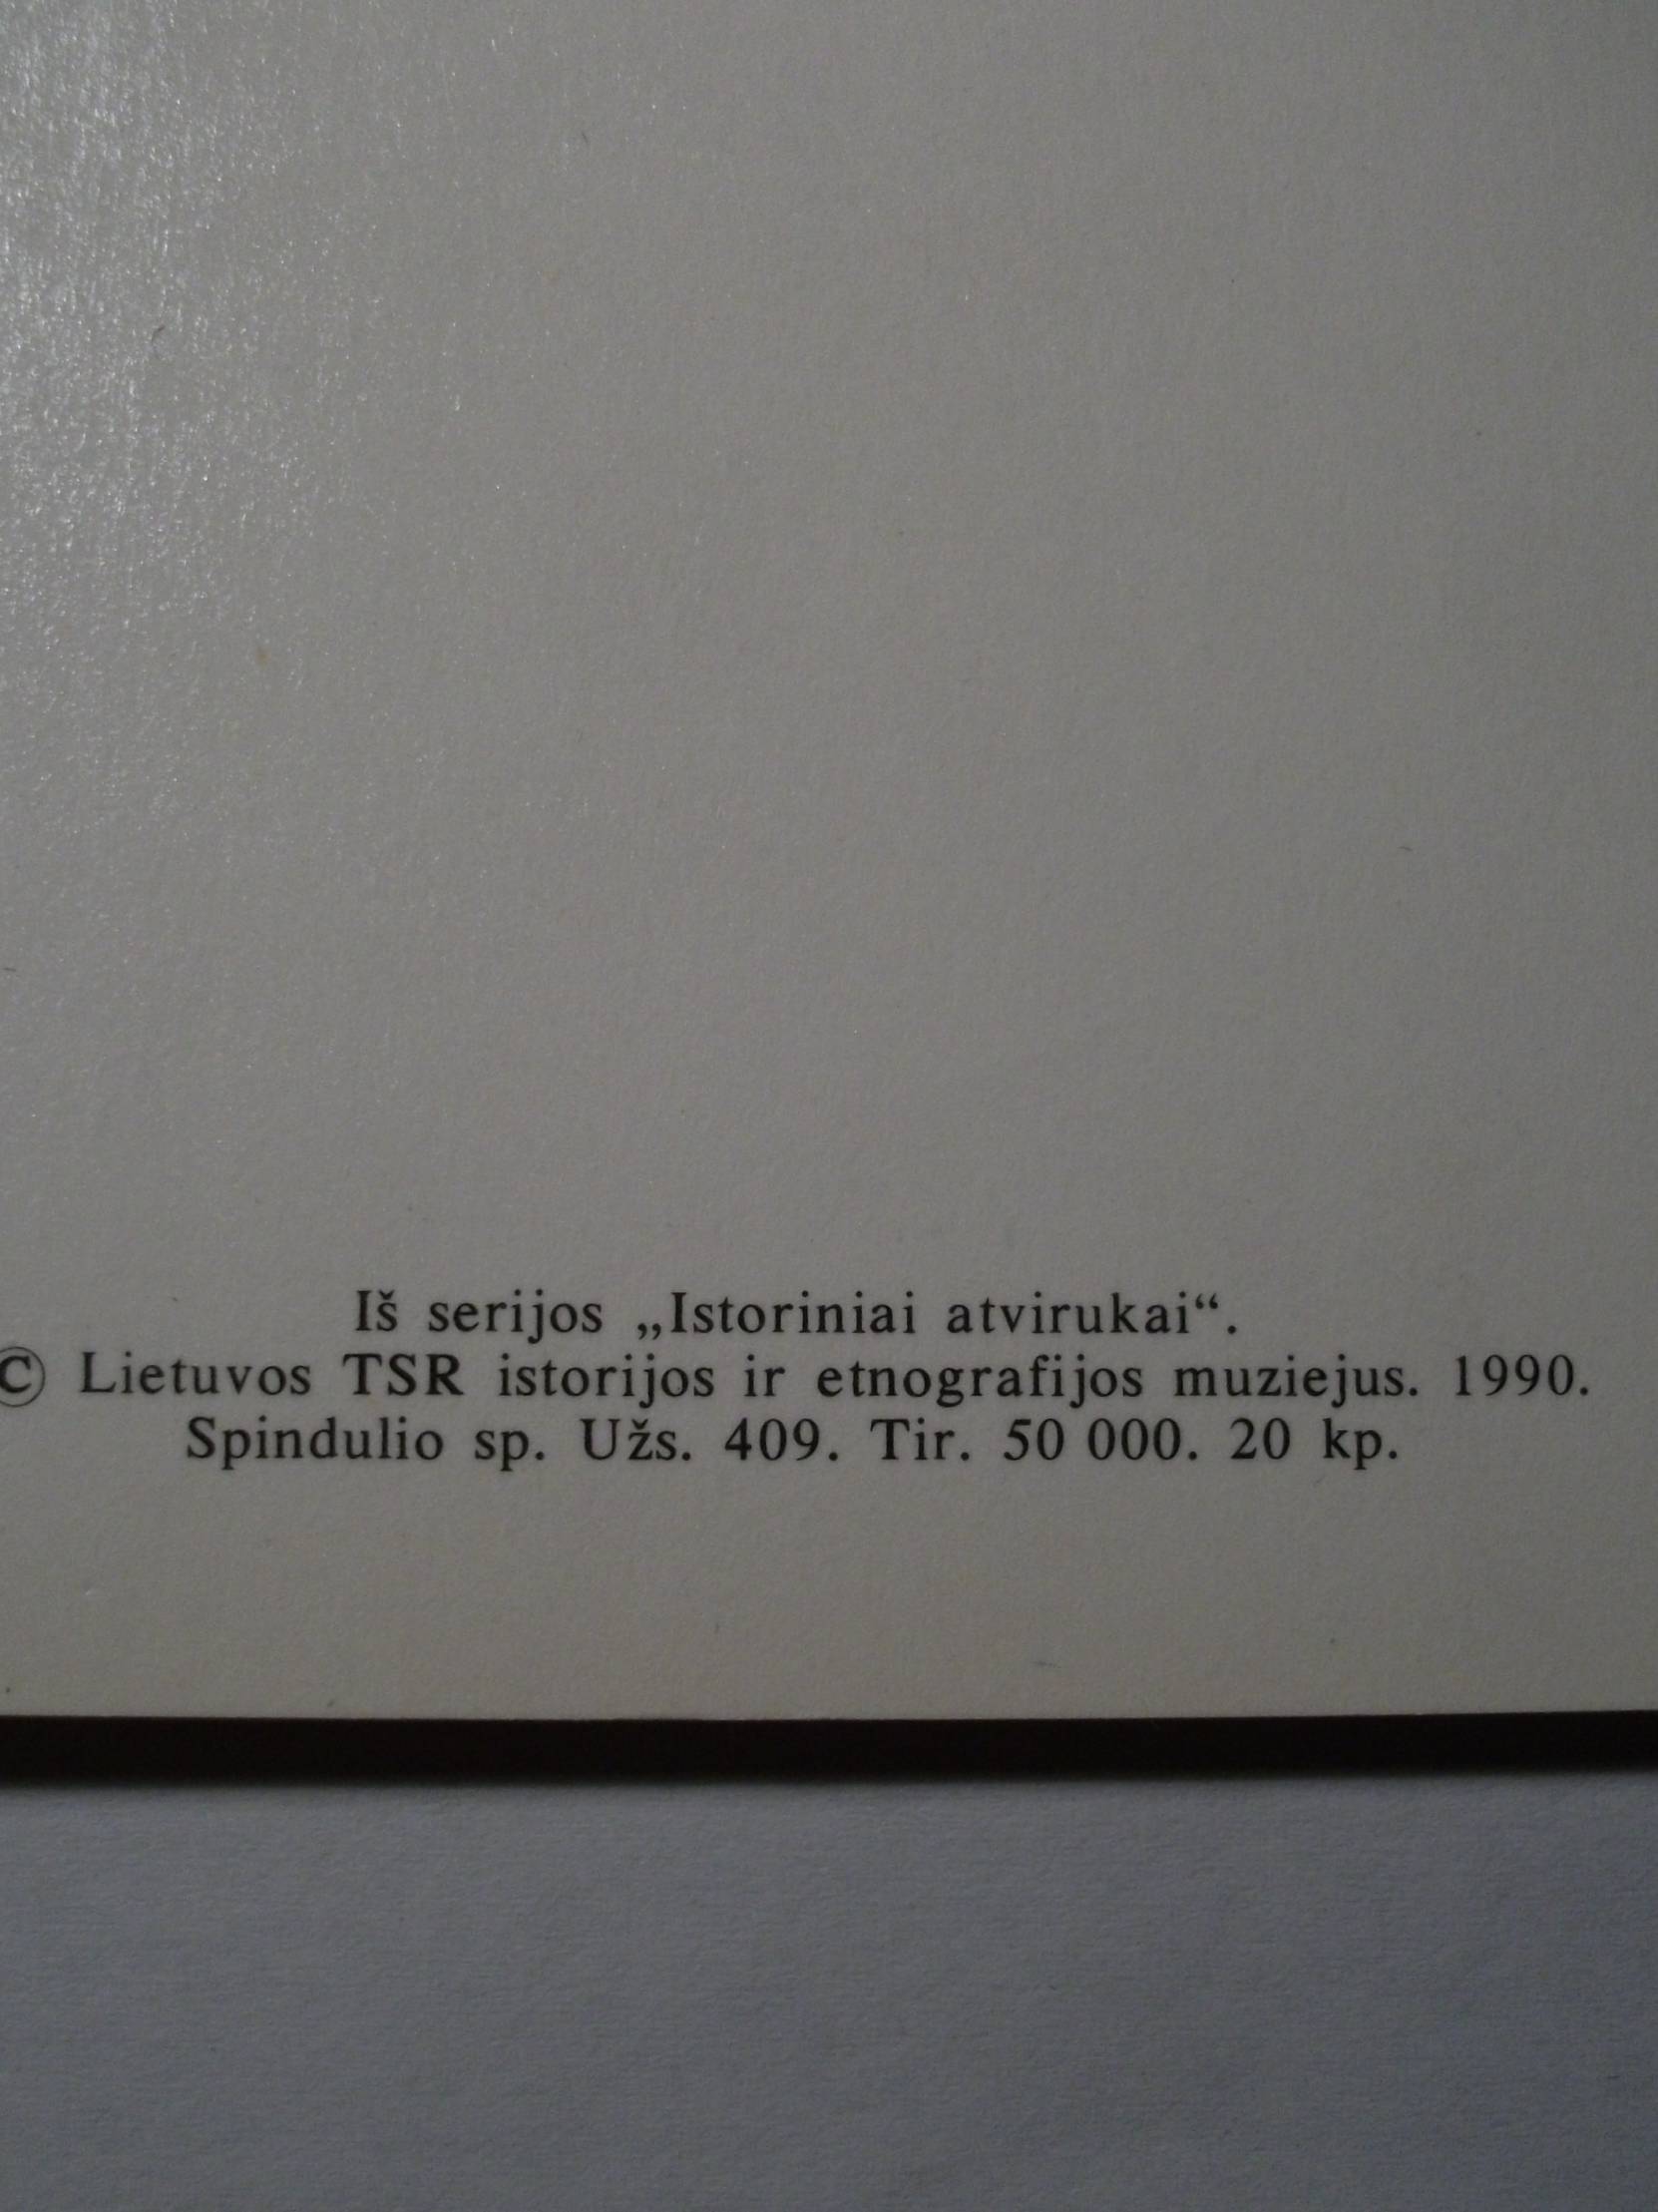 Iš serijos „Istoriniai atvirukai“.
© Lietuvos TSR istorijos ir etnografijos muziejus. 1990.
Spindulio sp. Užs. 409. Tir. 50 000. 20 kp.